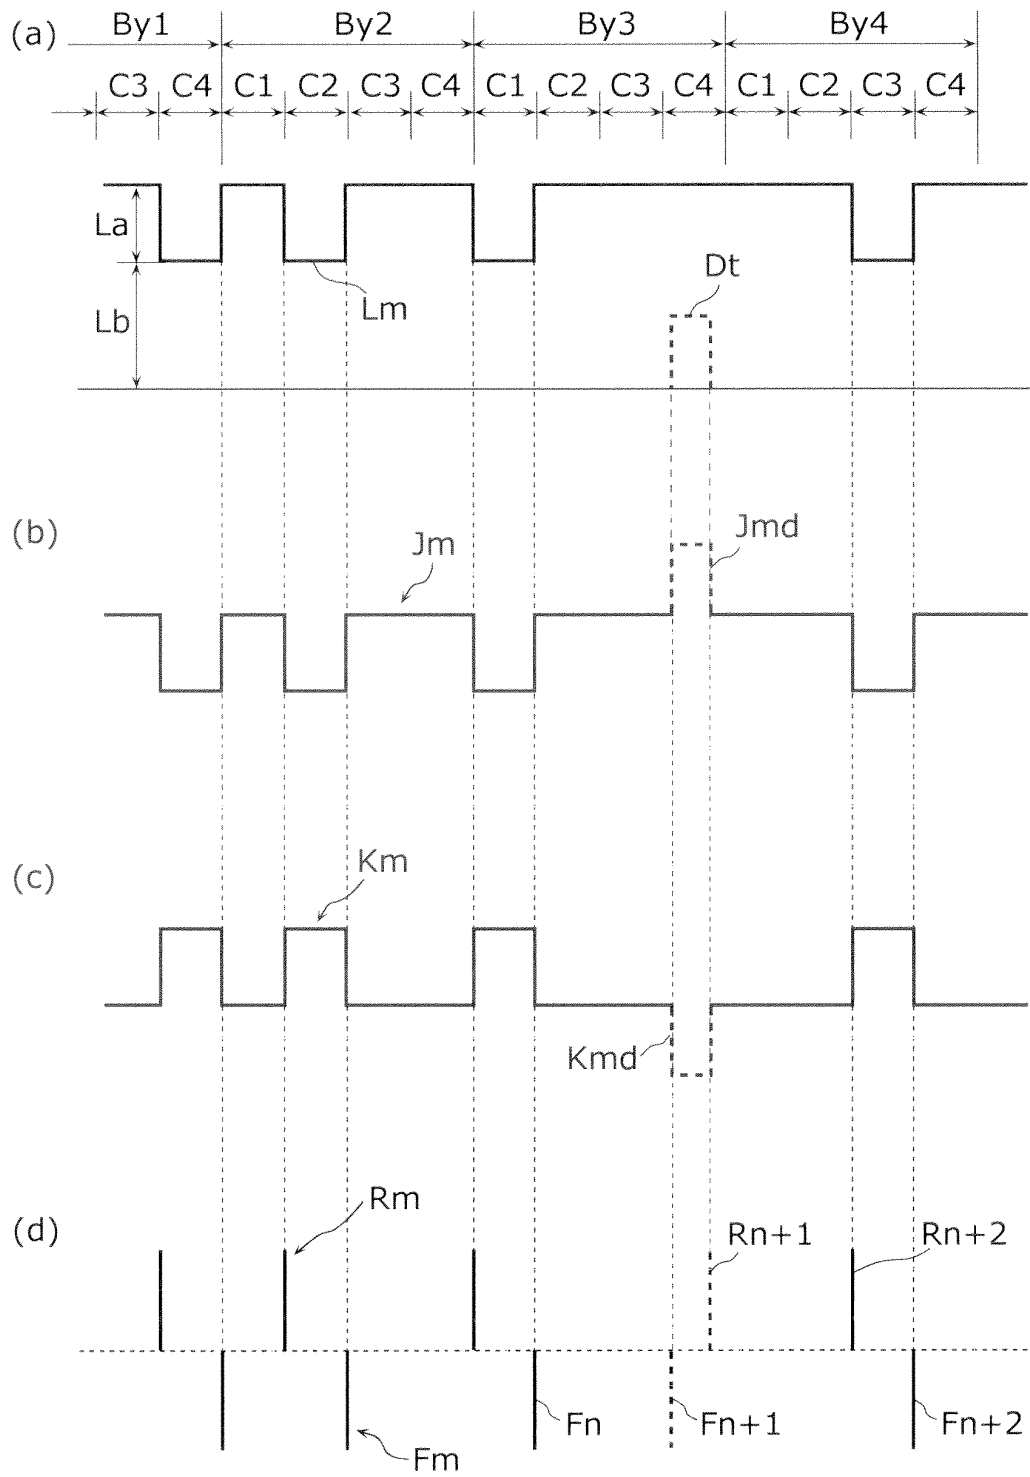 (a) By1 By2 By3 By4
C3 C4 C1 C2 C3 C4 C1 C2 C3 C4 C1 C2 C3 C4
La
Lm
Dt
Lb
(b)
Jm
Jmd
(c)
Km
Kmd
(d)
Rm
Rn+1
Rn+2
Fm
Fn
Fn+1
Fn+2